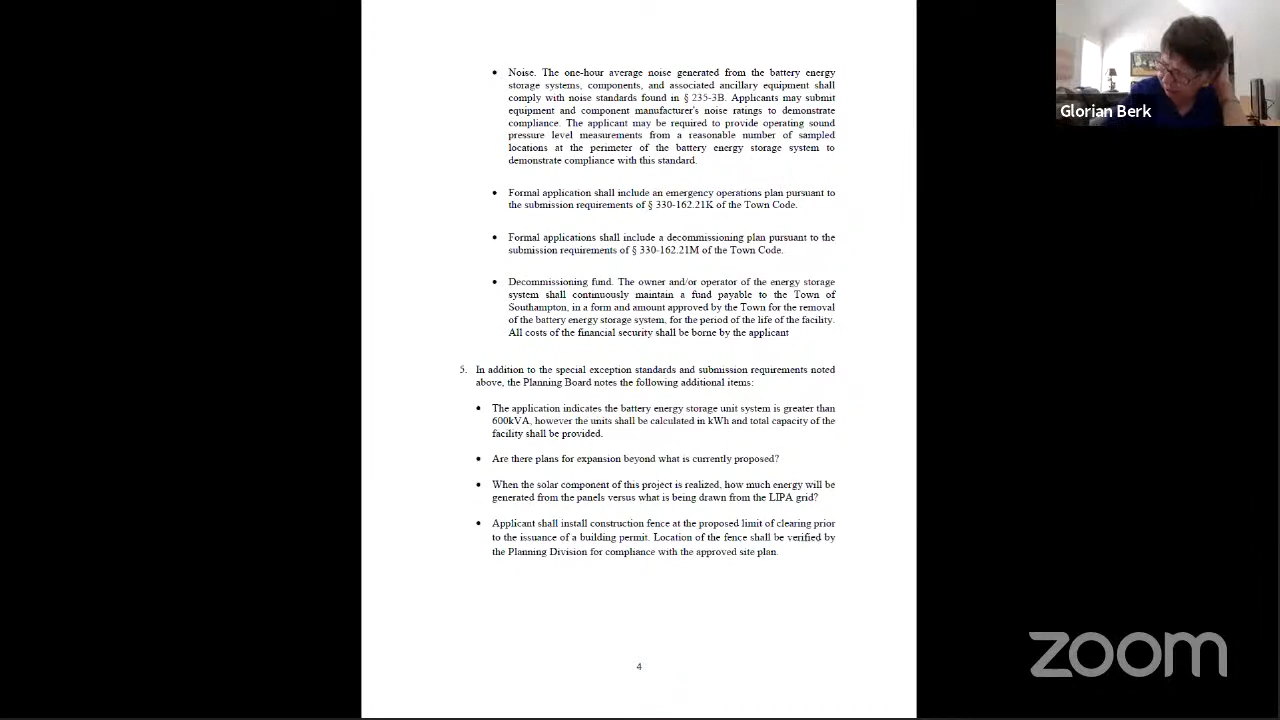 • Noise. The one-hour average noise generated from the battery energy
storage systems, components, and associated ancillary equipment shall
comply with noise standards found in § 235-3B. Applicants may submit
equipment and component manufacturer's noise ratings to demonstrate
compliance. The applicant may be required to provide operating sound
pressure level measurements from a reasonable number of sampled
locations at the perimeter of the battery energy storage system to
demonstrate compliance with this standard.
• Formal application shall include an emergency operations plan pursuant to
the submission requirements of § 330-162.21K of the Town Code.
• Formal applications shall include a decommissioning plan pursuant to the
submission requirements of § 330-162.21M of the Town Code.
• Decommissioning fund. The owner and/or operator of the energy storage
system shall continuously maintain a fund payable to the Town of
Southampton, in a form and amount approved by the Town for the removal
of the battery energy storage system, for the period of the life of the facility.
All costs of the financial security shall be borne by the applicant
5. In addition to the special exception standards and submission requirements noted
above, the Planning Board notes the following additional items:
• The application indicates the battery energy storage unit system is greater than
600kVA, however the units shall be calculated in kWh and total capacity of the
facility shall be provided.
• Are there plans for expansion beyond what is currently proposed?
• When the solar component of this project is realized, how much energy will be
generated from the panels versus what is being drawn from the LIPA grid?
• Applicant shall install construction fence at the proposed limit of clearing prior
to the issuance of a building permit. Location of the fence shall be verified by
the Planning Division for compliance with the approved site plan.
4
Glorian Berk
zoom